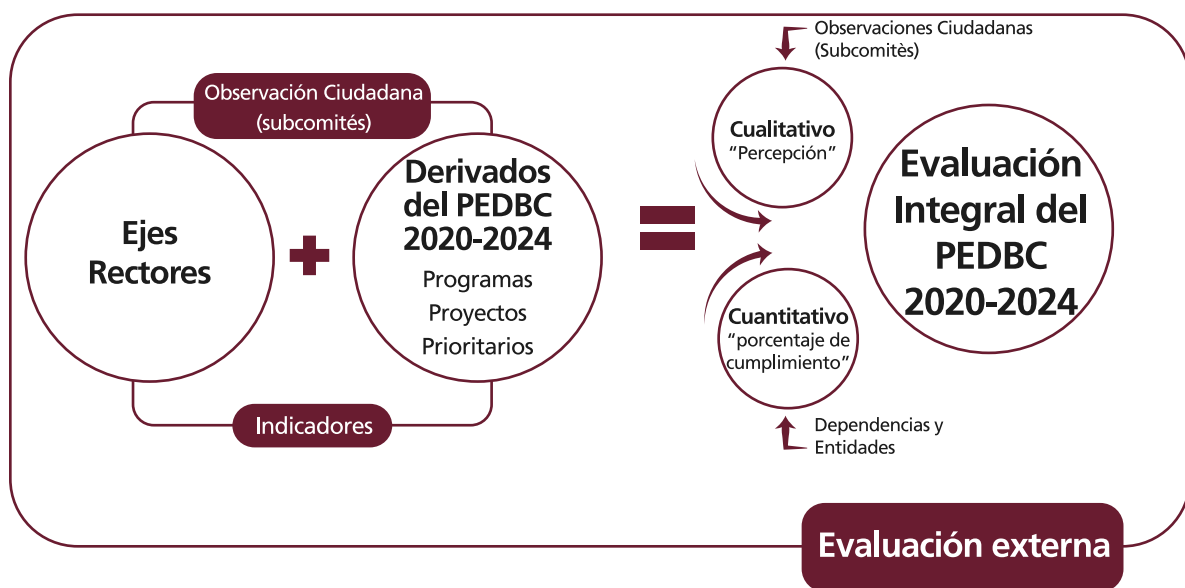 Observación Ciudadana
(subcomités)
Ejes
Rectores
Derivados
del PEDBC
2020-2024
Programas
Proyectos
Prioritarios
Indicadores
Observaciones Ciudadanas
(Subcomitès)
Cualitativo
“Percepción”
Cuantitativo
“porcentaje de
cumplimiento”
Dependencias y
Entidades
Evaluación
Integral del
PEDBC
2020-2024
Evaluación externa